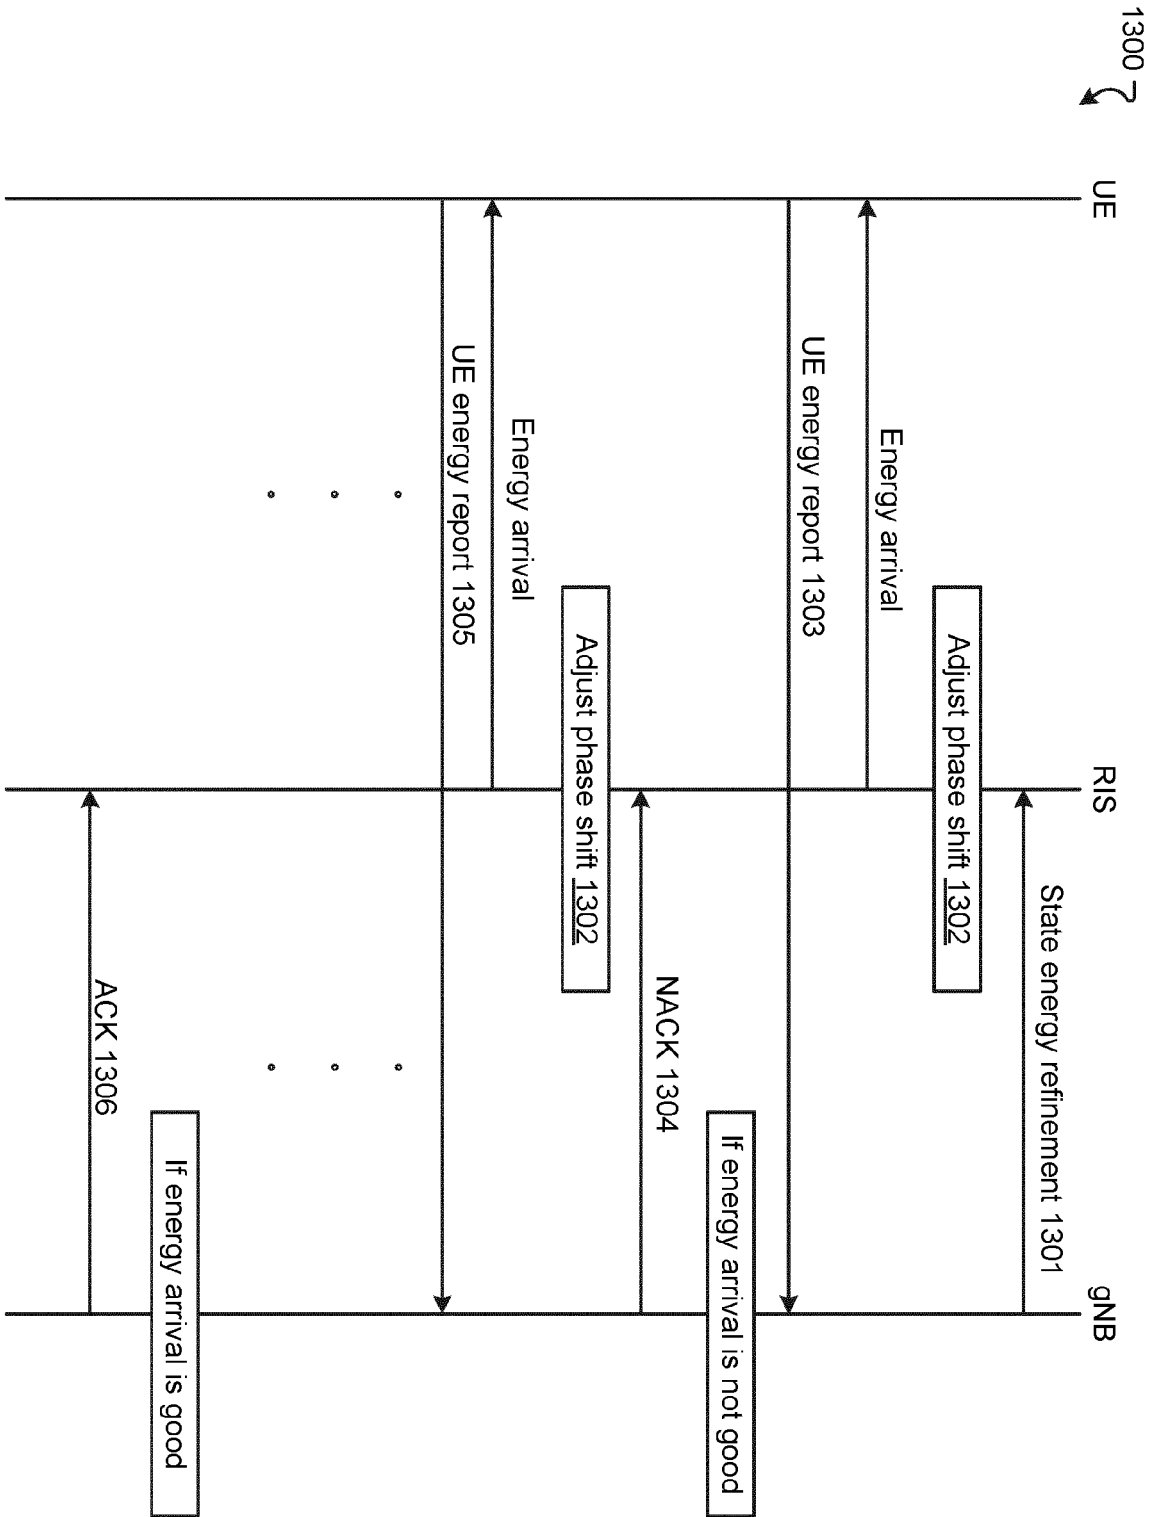 1300
UE
RIS
gNB
State energy refinement 1301
Adjust phase shift 1302
Energy arrival
UE energy report 1303
If energy arrival is not good
NACK 1304
Adjust phase shift 1302
Energy arrival
UE energy report 1305
If energy arrival is good
ACK 1306